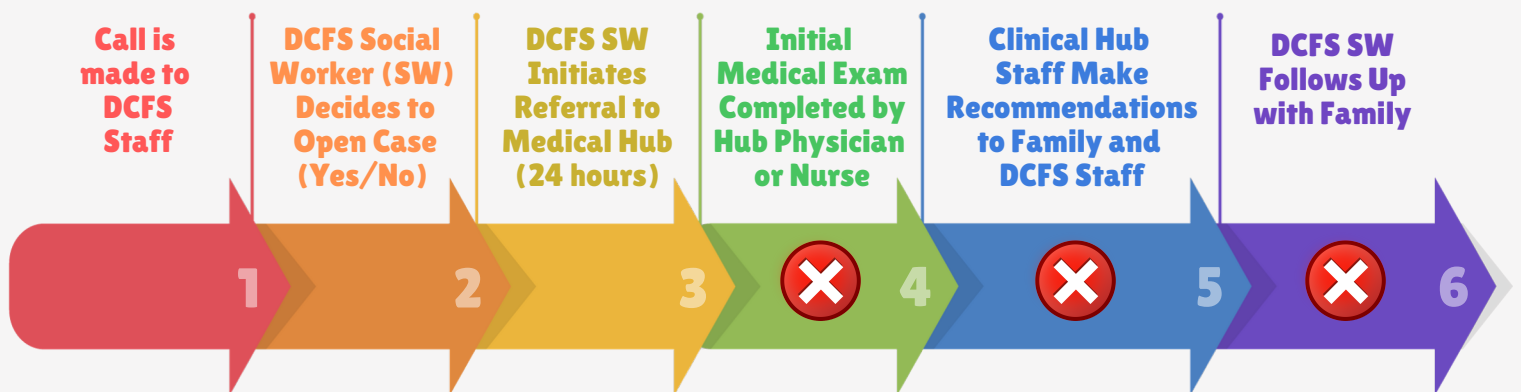 Call is
made to
DCFS
Staff
DCFS Social
Worker (SW)
Decides to
Open Case
(Yes/No)
DCFS SW
Initiates
Referral to
Medical Hub
(24 hours)
Initial
Medical Exam
Completed by
Hub Physician
or Nurse
Clinical Hub
Staff Make
Recommendations
to Family and
DCFS Staff
DCFS SW
Follows Up
with Family
1
2
3
4
5
6